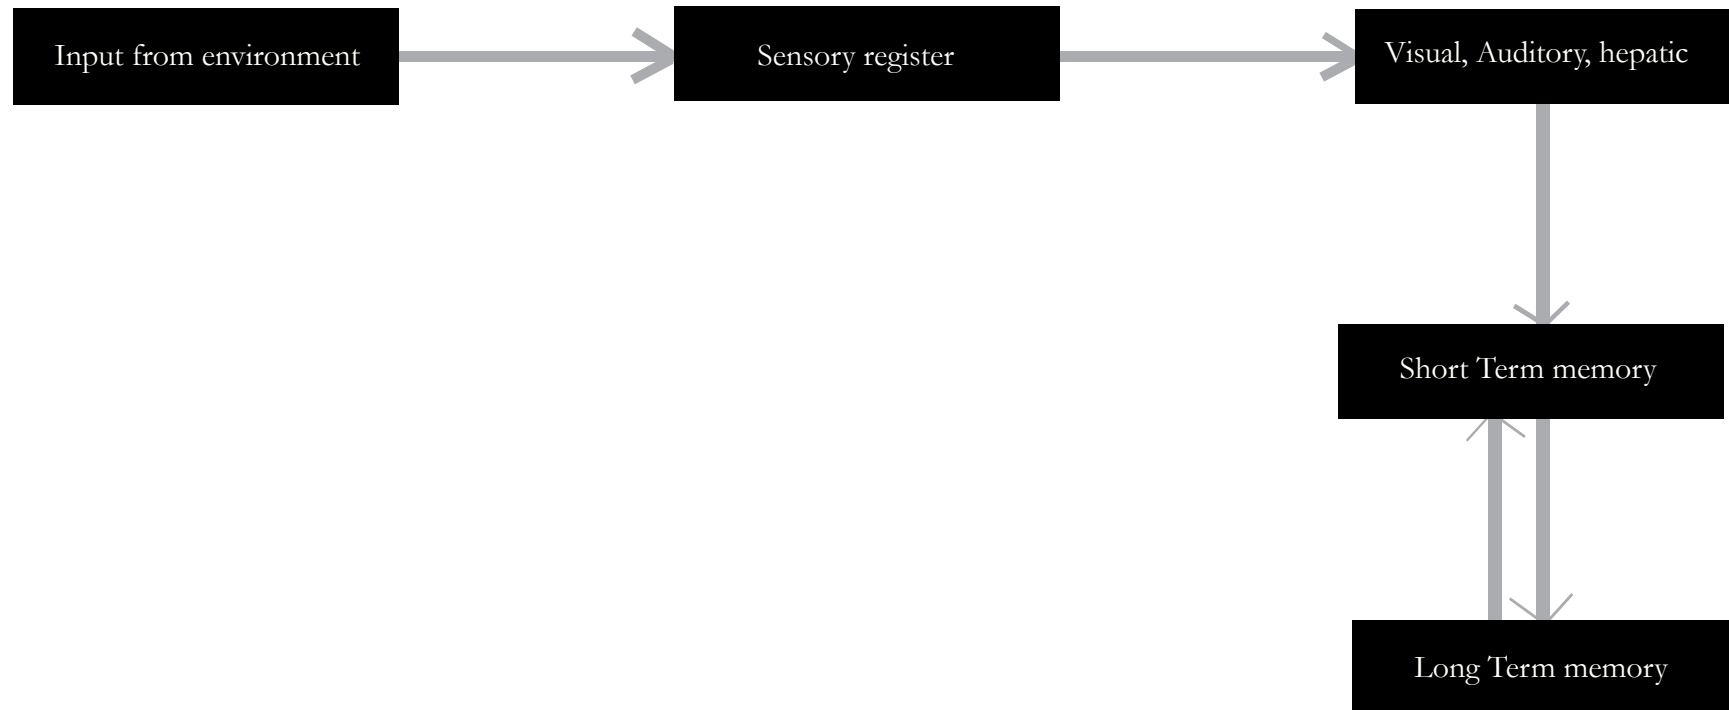 Input from environment
Sensory register
Visual, Auditory, hepatic
Short Term memory
Long Term memory